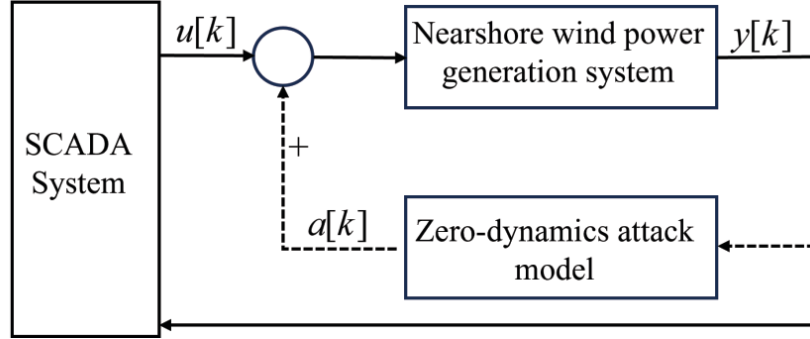 SCADA
System
u[k]
Nearshore wind power
generation system
y[k]
+
a[k]
Zero-dynamics attack
model